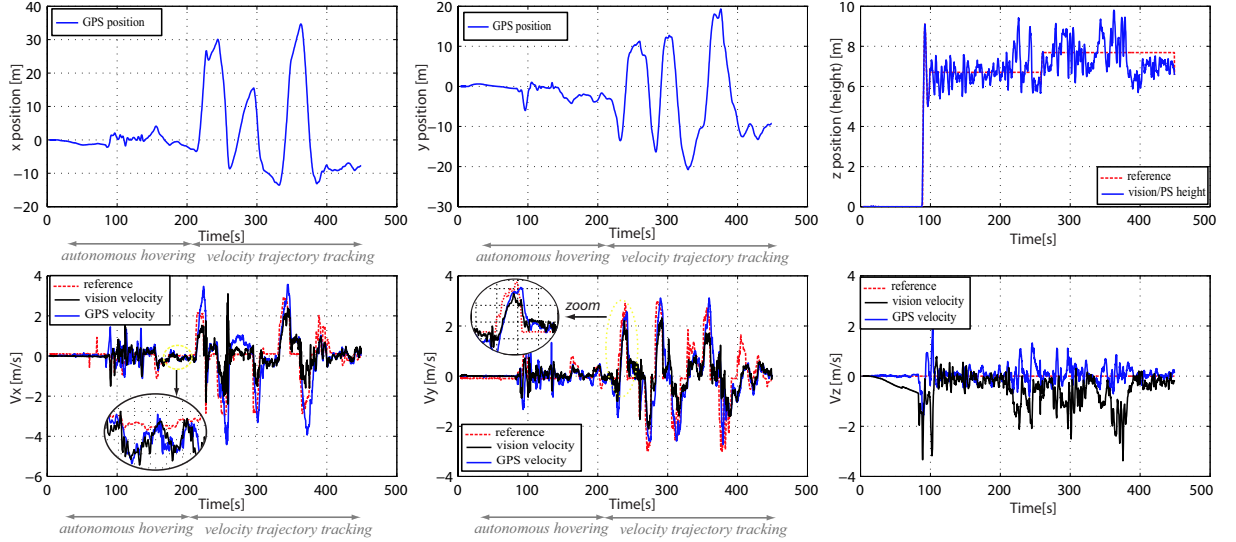 GPS position
x position [m]
40
30
20
10
0
−10
−20
0 100 200 300 400 500
Time[s]
autonomous hovering velocity trajectory tracking
GPS position
y position [m]
20
10
0
−10
−20
−30
0 100 200 300 400 500
Time[s]
autonomous hovering velocity trajectory tracking
z position (height) [m]
10
8
6
4
2
0
reference
vision/PS height
0 100 200 300 400 500
Time[s]
reference
vision velocity
GPS velocity
Vx [m/s]
4
2
0
−2
−4
−6
0 100 200 300 400 500
Time[s]
autonomous hovering velocity trajectory tracking
zoom
Vy [m/s]
4
2
0
−2
−4
reference
vision velocity
GPS velocity
0 100 200 300 400 500
Time[s]
autonomous hovering velocity trajectory tracking
reference
vision velocity
GPS velocity
Vz [m/s]
4
2
0
−2
−4
0 100 200 300 400 500
Time[s]